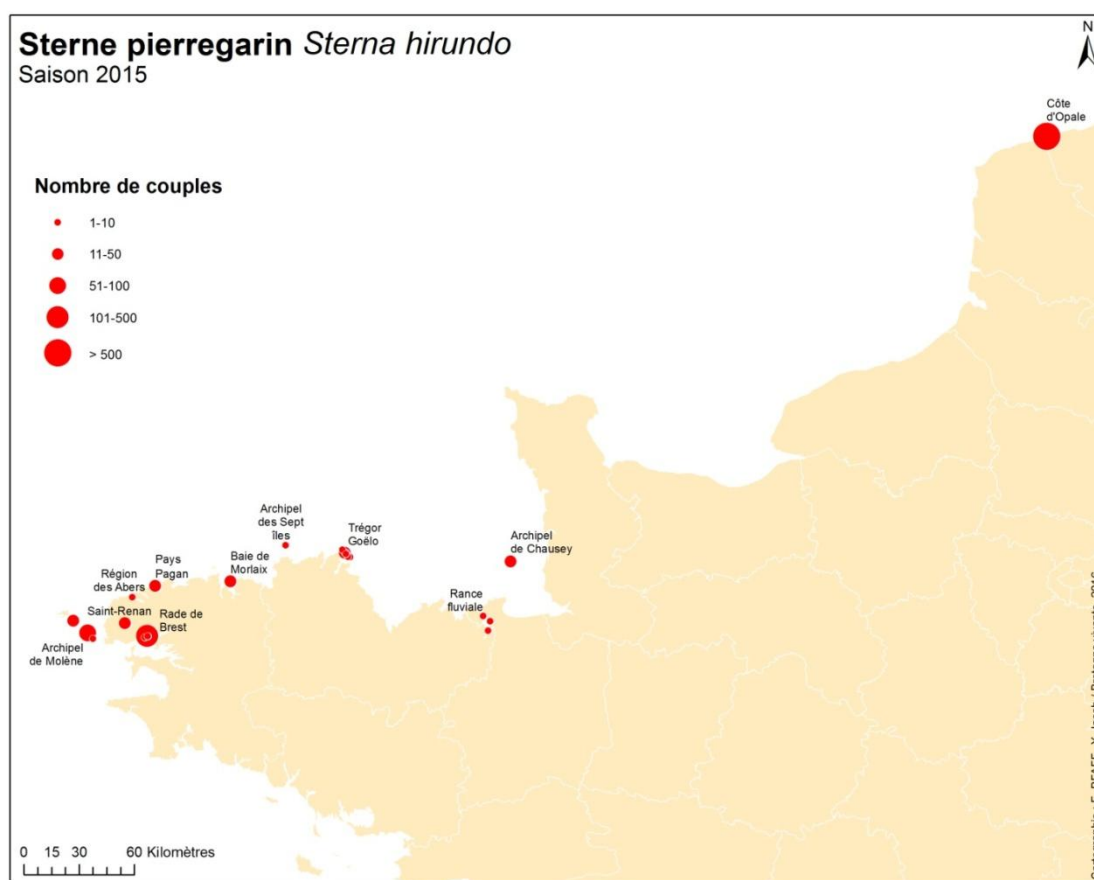 Sterne pierregarin Sterna hirundo
Saison 2015
N
Nombre de couples
1-10
11-50
51-100
101-500
> 500
Côte
d'Opale
Archipel
des Sept
îles
Trégor
Goëlo
Archipel
de Chausey
Baie de
Morlaix
Pays
Pagan
Région
des Abers
Rance
fluviale
Saint-Renan
Rade de
Brest
Archipel
de Molène
0 15 30 60 Kilomètres